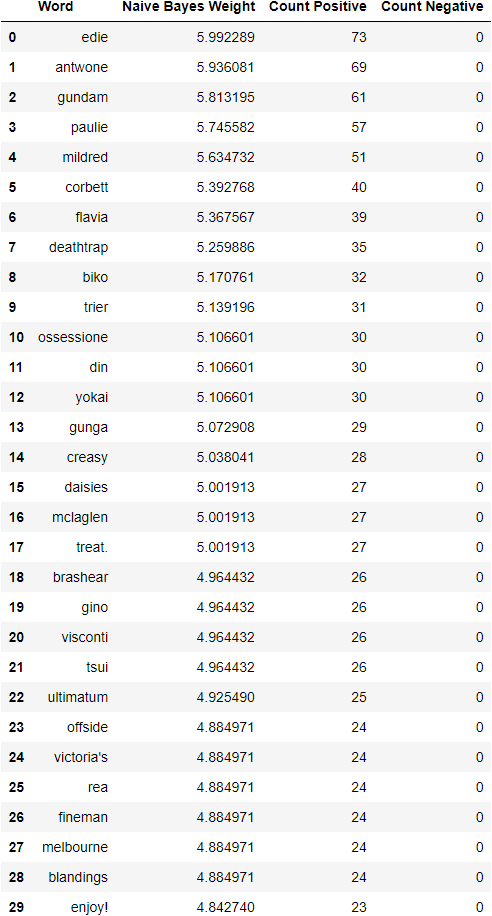 Word Naive Bayes Weight Count Positive Count Negative
0 edie 5.992289 73 0
1 antwone 5.936081 69 0
2 gundam 5.813195 61 0
3 paulie 5.745582 57 0
4 mildred 5.634732 51 0
5 corbett 5.392768 40 0
6 flavia 5.367567 39 0
7 deathtrap 5.259886 35 0
8 biko 5.170761 32 0
9 trier 5.139196 31 0
10 ossessione 5.106601 30 0
11 din 5.106601 30 0
12 yokai 5.106601 30 0
13 gunga 5.072908 29 0
14 creasy 5.038041 28 0
15 daisies 5.001913 27 0
16 mclaglen 5.001913 27 0
17 treat. 5.001913 27 0
18 brashear 4.964432 26 0
19 gino 4.964432 26 0
20 visconti 4.964432 26 0
21 tsui 4.964432 26 0
22 ultimatum 4.925490 25 0
23 offside 4.884971 24 0
24 victoria's 4.884971 24 0
25 rea 4.884971 24 0
26 fineman 4.884971 24 0
27 melbourne 4.884971 24 0
28 blandings 4.884971 24 0
29 enjoy! 4.842740 23 0